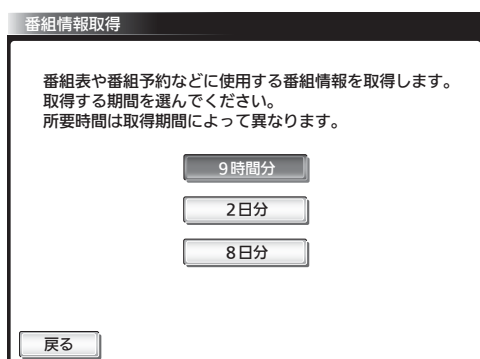 番組情報取得
番組表や番組予約などに使用する番組情報を取得します。
取得する期間を選んでください。
所要時間は取得期間によって異なります。
9時間分
2日分
8日分
戻る